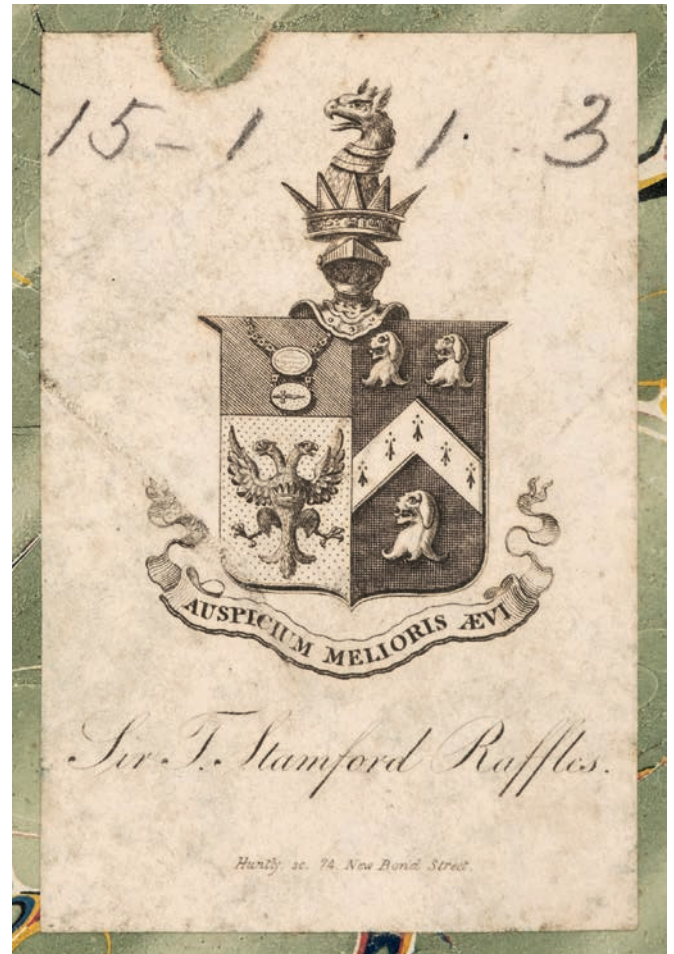 15-1 1. 3
AUSPICIUM MELIORIS ÆVI
Sir T. Stamford Raffles.
Huntly. sc. 74. New Bond Street.